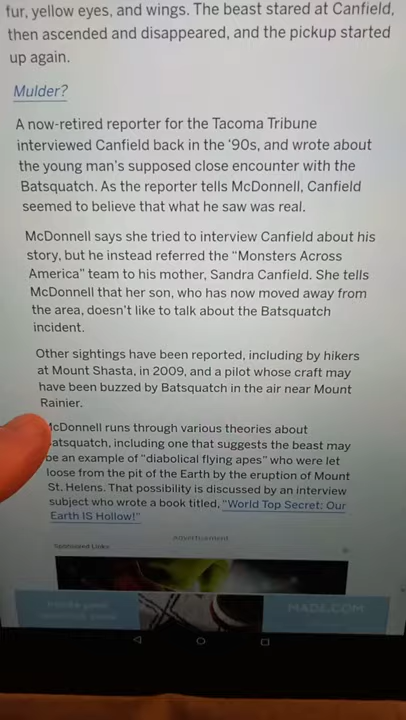 fur, yellow eyes, and wings. The beast stared at Canfield,
then ascended and disappeared, and the pickup started
up again.
Mulder?
A now-retired reporter for the Tacoma Tribune
interviewed Canfield back in the '90s, and wrote about
the young man's supposed close encounter with the
Batsquatch. As the reporter tells McDonnell, Canfield
seemed to believe that what he saw was real.
McDonnell says she tried to interview Canfield about his
story, but he instead referred the "Monsters Across
America" team to his mother, Sandra Canfield. She tells
McDonnell that her son, who has now moved away from
the area, doesn't like to talk about the Batsquatch
incident.
Other sightings have been reported, including by hikers
at Mount Shasta, in 2009, and a pilot whose craft may
have been buzzed by Batsquatch in the air near Mount
Rainier.
cDonnell runs through various theories about
atsquatch, including one that suggests the beast may
be an example of "diabolical flying apes" who were let
loose from the pit of the Earth by the eruption of Mount
St. Helens. That possibility is discussed by an interview
subject who wrote a book titled, "World Top Secret: Our
Earth IS Hollow!"
Advertisement
Sponsored Links
MADE.COM